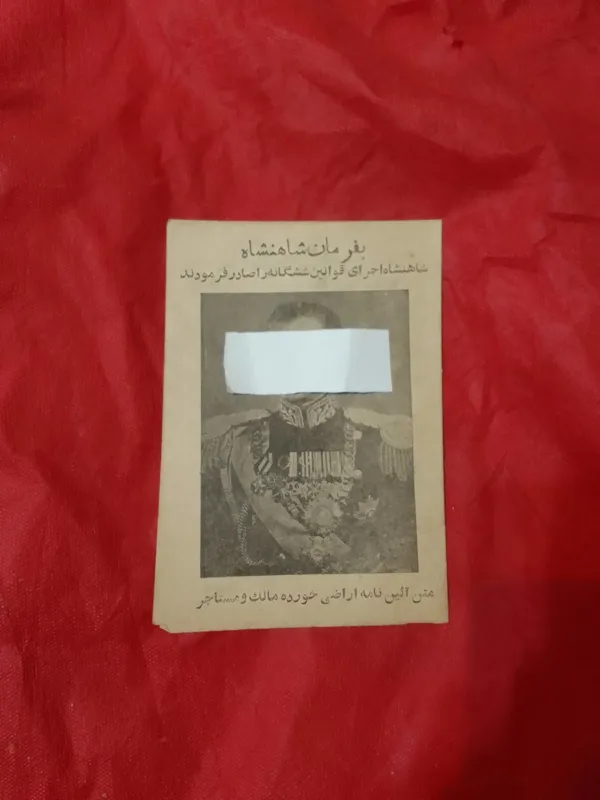 بفرمان شاهنشاه
شاهنشاه اجرای قوانین ششگانه را صادر فرمودند
متن آئین نامه اراضی خورده مالک و مستاجر